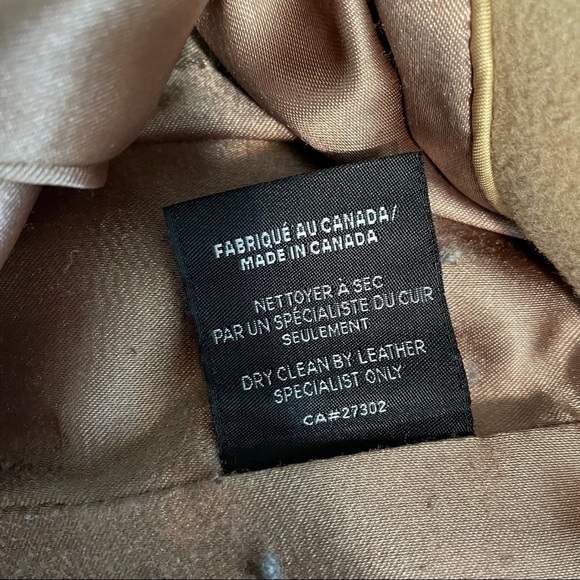 FABRIQUÉ AU CANADA/
MADE IN CANADA
NETTOYER À SEC
PAR UN SPÉCIALISTE DU CUIR
SEULEMENT
DRY CLEAN BY LEATHER
SPECIALIST ONLY
CA#27302